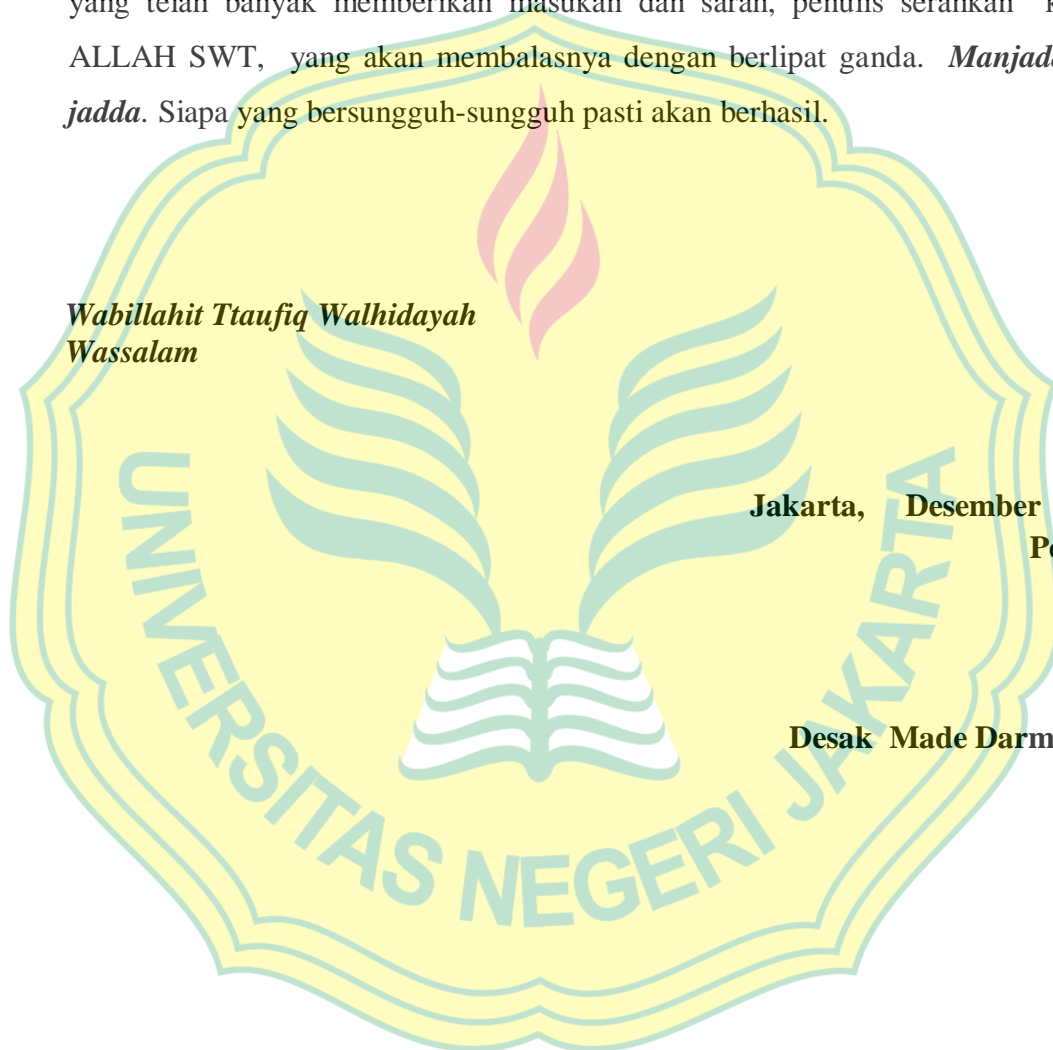 yang telah banyak memberikan masukan dan saran, penulis serahkan
ALLAH SWT, yang akan membalasnya dengan berlipat ganda. Manjada
jadda. Siapa yang bersungguh-sungguh pasti akan berhasil.
Wabillahit Ttaufiq Walhidayah
Wassalam
Jakarta, Desember
Desak Made Darm
UNIVERSITAS NEGERI JAKARTA